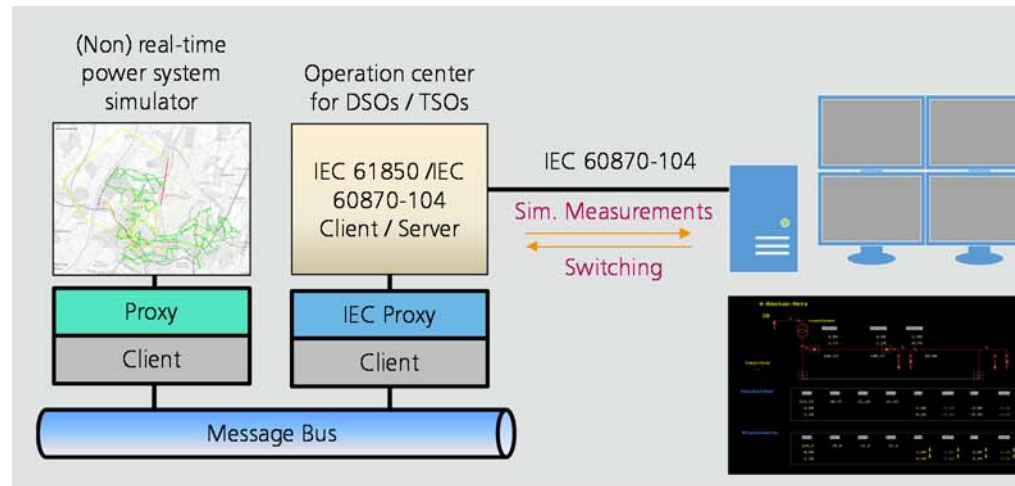 (Non) real-time
power system
simulator
Operation center
for DSOs / TSOs
IEC 61850 /IEC
60870-104
Client / Server
IEC 60870-104
Sim. Measurements
Switching
Proxy
Client
IEC Proxy
Client
Message Bus